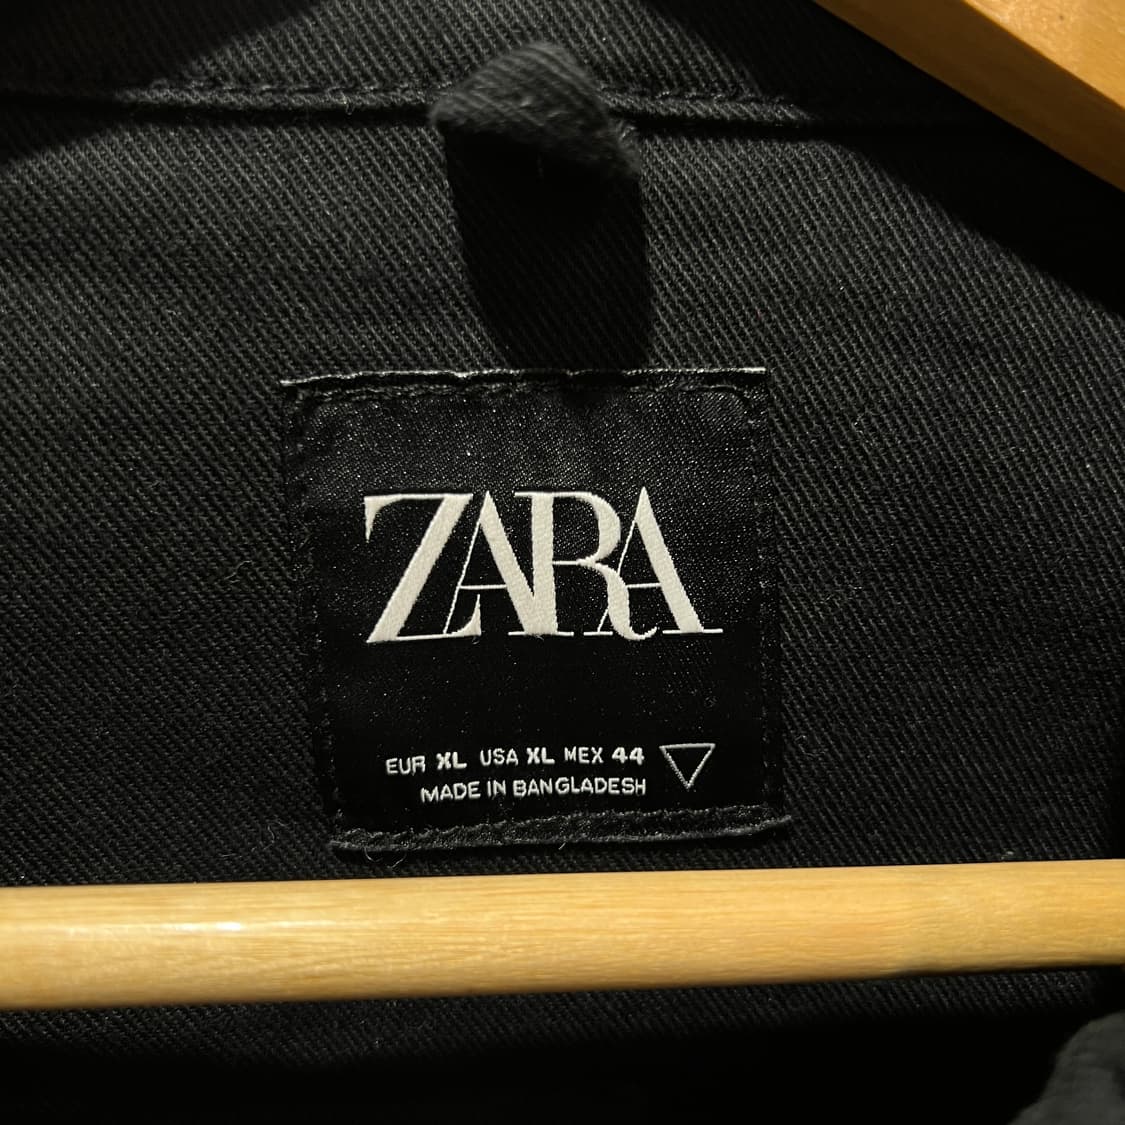 ZARA
EUR XL USA XL MEX 44
MADE IN BANGLADESH